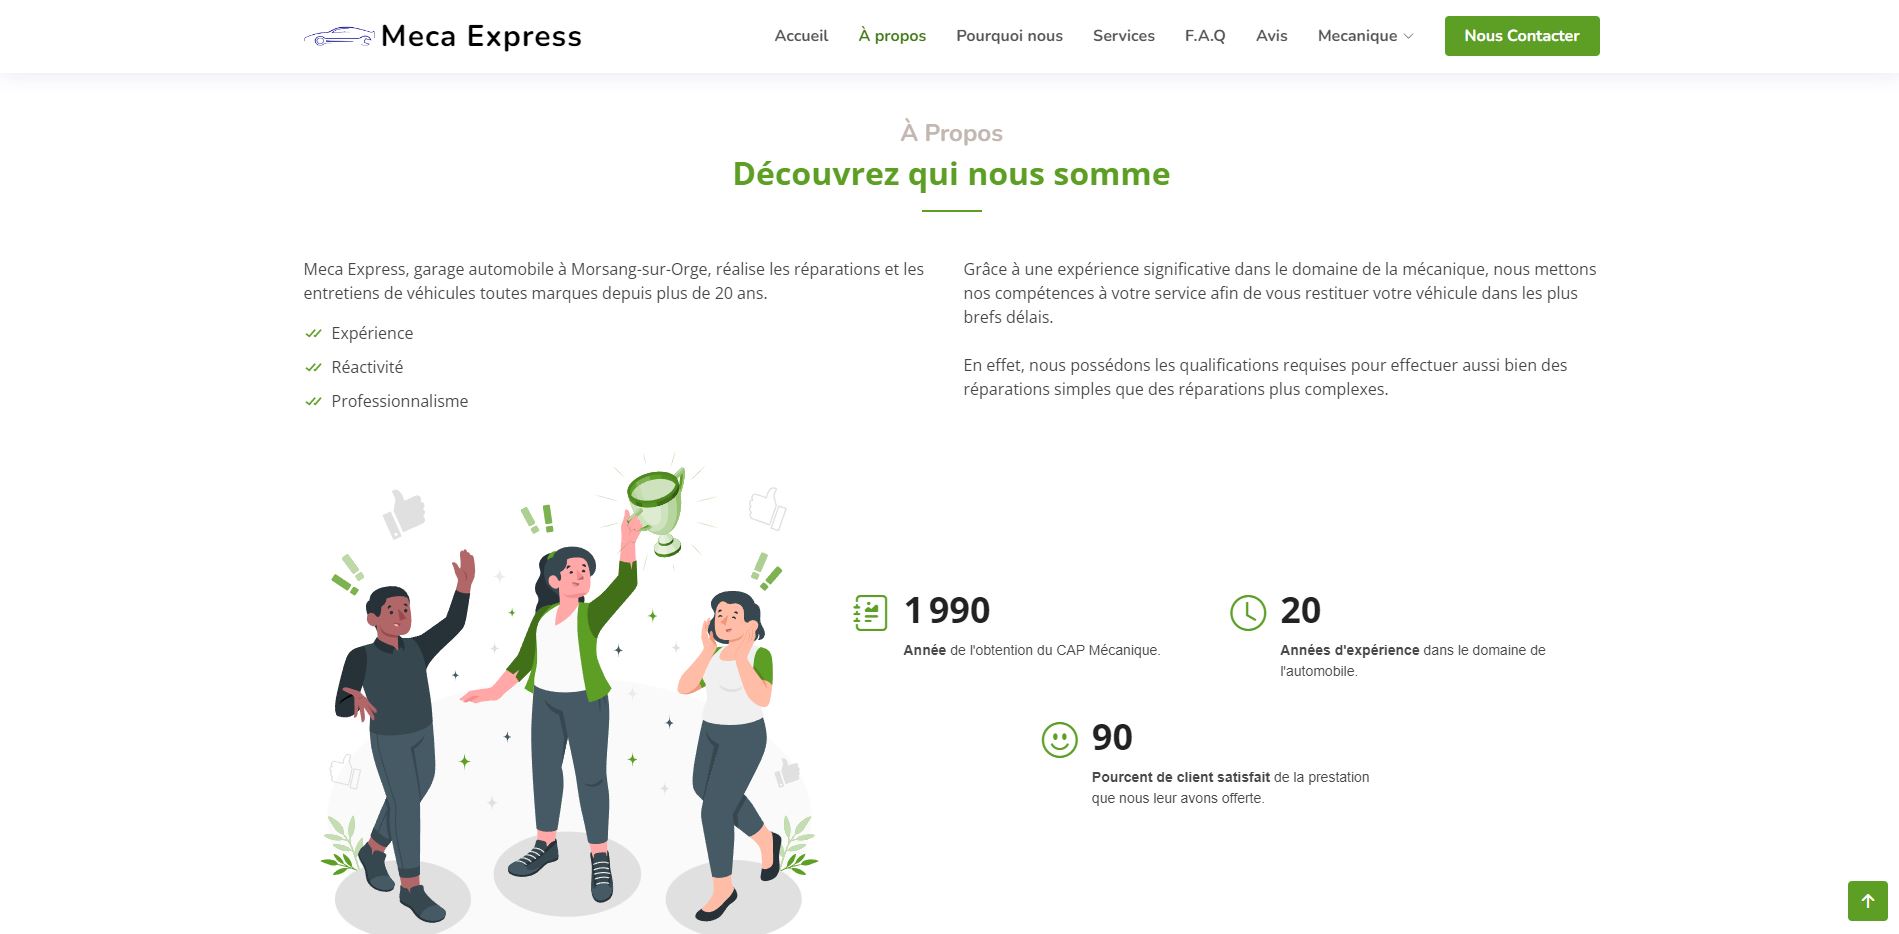 Meca Express
Accueil
À propos
Pourquoi nous
Services
F.A.Q
Avis
Mecanique
Nous Contacter
À Propos
Découvrez qui nous somme
Meca Express, garage automobile à Morsang-sur-Orge, réalise les réparations et les
entretiens de véhicules toutes marques depuis plus de 20 ans.
Expérience
Réactivité
Professionnalisme
Grâce à une expérience significative dans le domaine de la mécanique, nous mettons
nos compétences à votre service afin de vous restituer votre véhicule dans les plus
brefs délais.
En effet, nous possédons les qualifications requises pour effectuer aussi bien des
réparations simples que des réparations plus complexes.
1 990
Année de l'obtention du CAP Mécanique.
20
Années d'expérience dans le domaine de
l'automobile.
90
Pourcent de client satisfait de la prestation
que nous leur avons offerte.